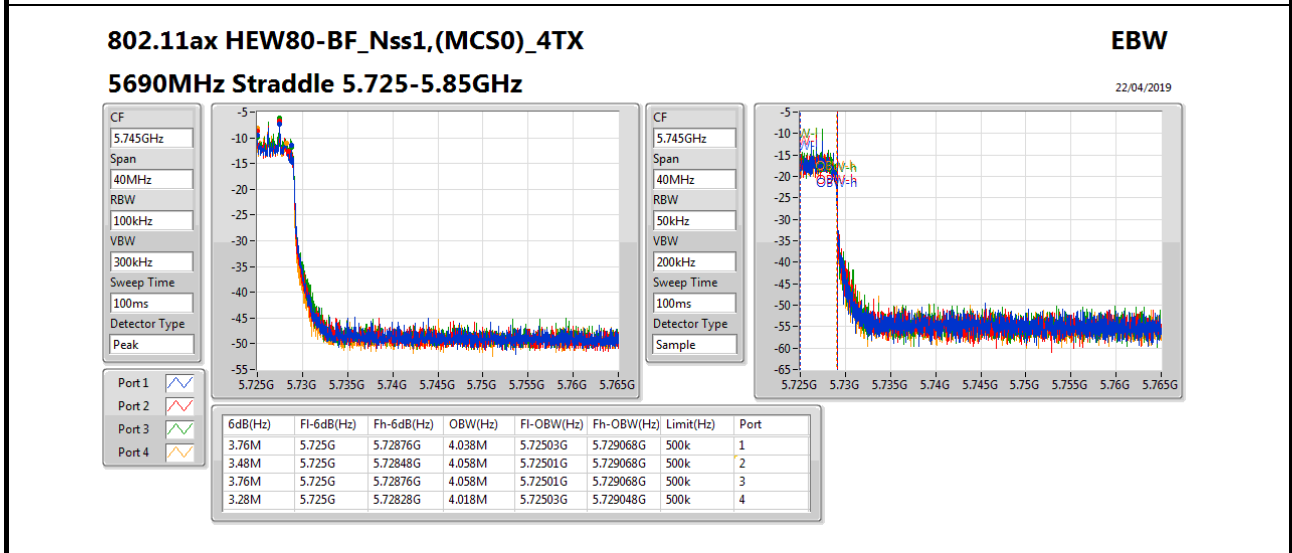 802.11ax HEW80-BF_Nss1,(MCS0)_4TX
EBW
5690MHz Straddle 5.725-5.85GHz
22/04/2019
CF
5.745GHz
Span
40MHz
RBW
100kHz
VBW
300kHz
Sweep Time
100ms
Detector Type
Peak
-5
-10
-15
-20
-25
-30
-35
-40
-45
-50
-55
5.725G 5.73G 5.735G 5.74G 5.745G 5.75G 5.755G 5.76G 5.765G
CF
5.745GHz
Span
40MHz
RBW
50kHz
VBW
200kHz
Sweep Time
100ms
Detector Type
Sample
-5
-10
-15
-20
-25
-30
-35
-40
-45
-50
-55
-60
-65
OBW-h
OBW-h
5.725G 5.73G 5.735G 5.74G 5.745G 5.75G 5.755G 5.76G 5.765G
Port 1
Port 2
Port 3
Port 4
6dB(Hz) Fl-6dB(Hz) Fh-6dB(Hz) OBW(Hz) Fl-OBW(Hz) Fh-OBW(Hz) Limit(Hz) Port
3.76M 5.725G 5.72876G 4.038M 5.72503G 5.729068G 500k 1
3.48M 5.725G 5.72848G 4.058M 5.72501G 5.729068G 500k 2
3.76M 5.725G 5.72876G 4.058M 5.72501G 5.729068G 500k 3
3.28M 5.725G 5.72828G 4.018M 5.72503G 5.729048G 500k 4